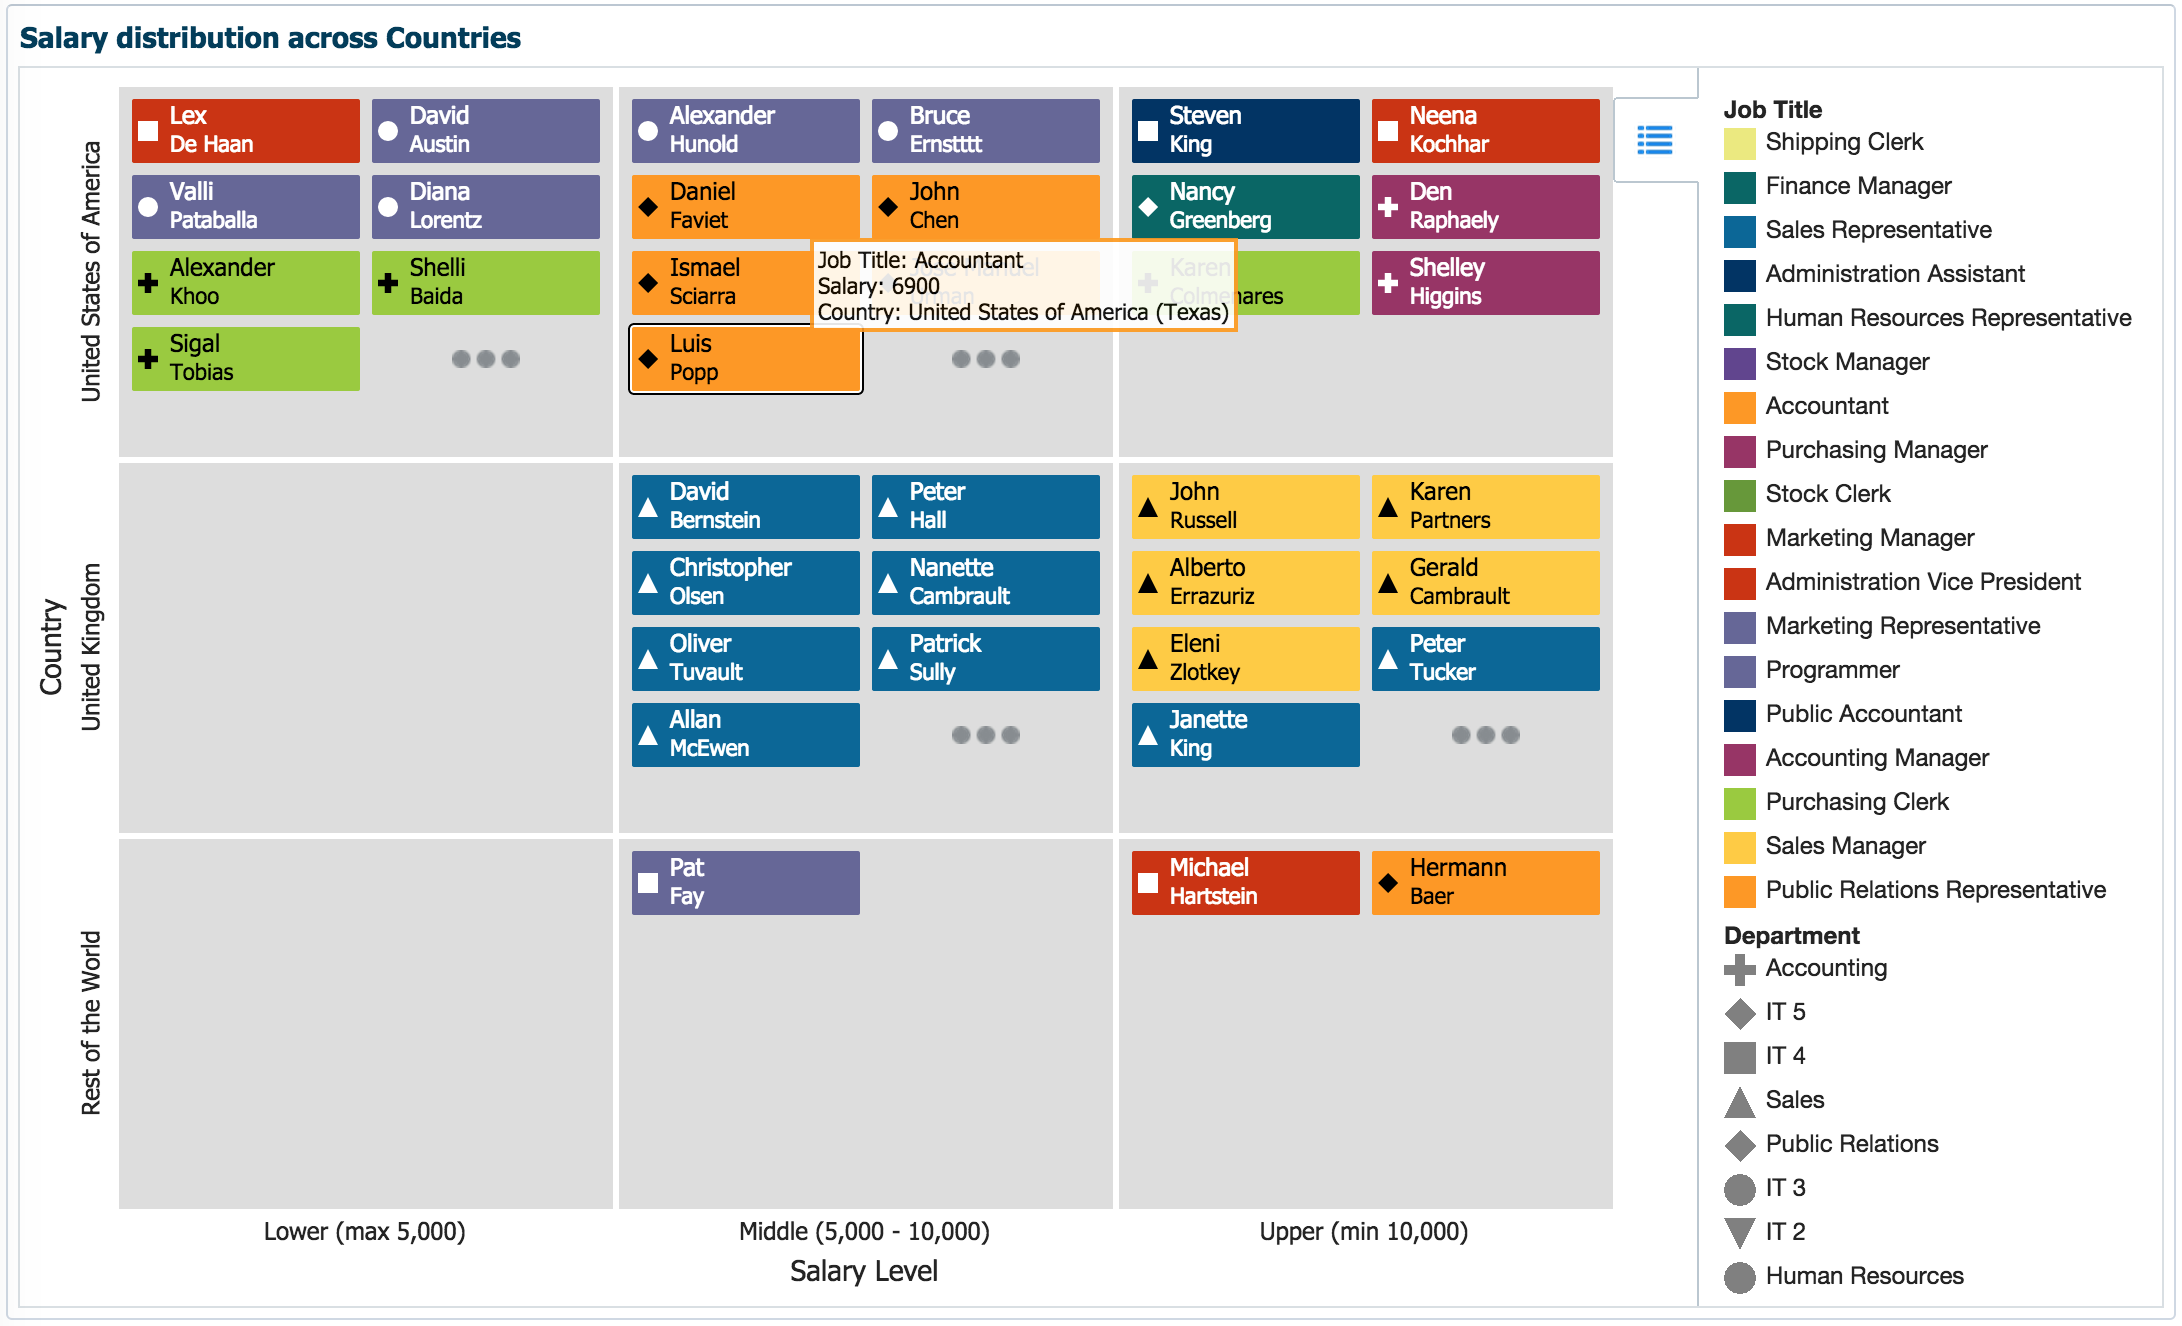 Salary distribution across Countries
Country
United States of America
Lex
De Haan
David
Austin
Valli
Pataballa
Diana
Lorentz
Alexander
Khoo
Shelli
Baida
Sigal
Tobias
Alexander
Hunold
Bruce
Ernstttt
Daniel
Faviet
John
Chen
Ismael
Sciarra
Jose Manuel
Urman
Luis
Popp
Job Title: Accountant
Salary: 6900
Country: United States of America (Texas)
Steven
King
Neena
Kochhar
Nancy
Greenberg
Den
Raphaely
Karen
Colmenares
Shelley
Higgins
United Kingdom
David
Bernstein
Peter
Hall
Christopher
Olsen
Nanette
Cambrault
Oliver
Tuvault
Patrick
Sully
Allan
McEwen
John
Russell
Karen
Partners
Alberto
Errazuriz
Gerald
Cambrault
Eleni
Zlotkey
Peter
Tucker
Janette
King
Rest of the World
Pat
Fay
Michael
Hartstein
Hermann
Baer
Lower (max 5,000)
Middle (5,000 - 10,000)
Upper (min 10,000)
Salary Level
Job Title
Shipping Clerk
Finance Manager
Sales Representative
Administration Assistant
Human Resources Representative
Stock Manager
Accountant
Purchasing Manager
Stock Clerk
Marketing Manager
Administration Vice President
Marketing Representative
Programmer
Public Accountant
Accounting Manager
Purchasing Clerk
Sales Manager
Public Relations Representative
Department
Accounting
IT 5
IT 4
Sales
Public Relations
IT 3
IT 2
Human Resources